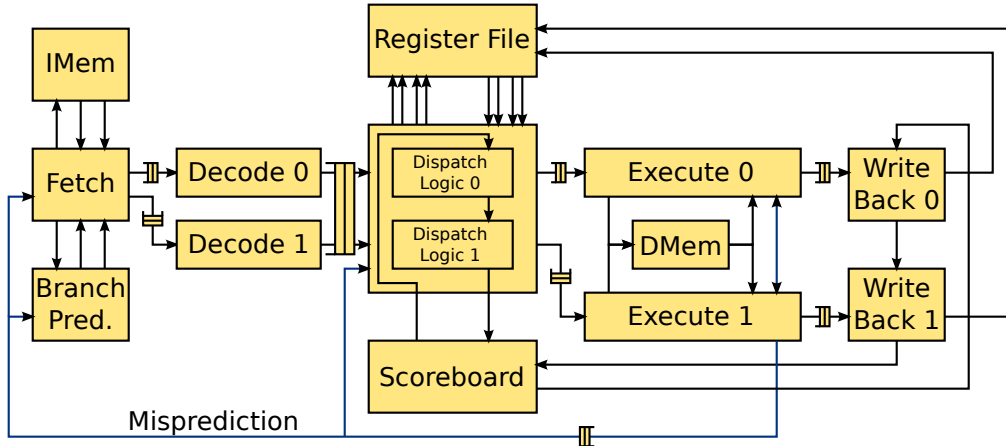 Register File
IMem
Fetch
Decode 0
Dispatch
Logic 0
Execute 0
Write
Back 0
Decode 1
Dispatch
Logic 1
DMem
Branch
Pred.
Execute 1
Write
Back 1
Scoreboard
Misprediction